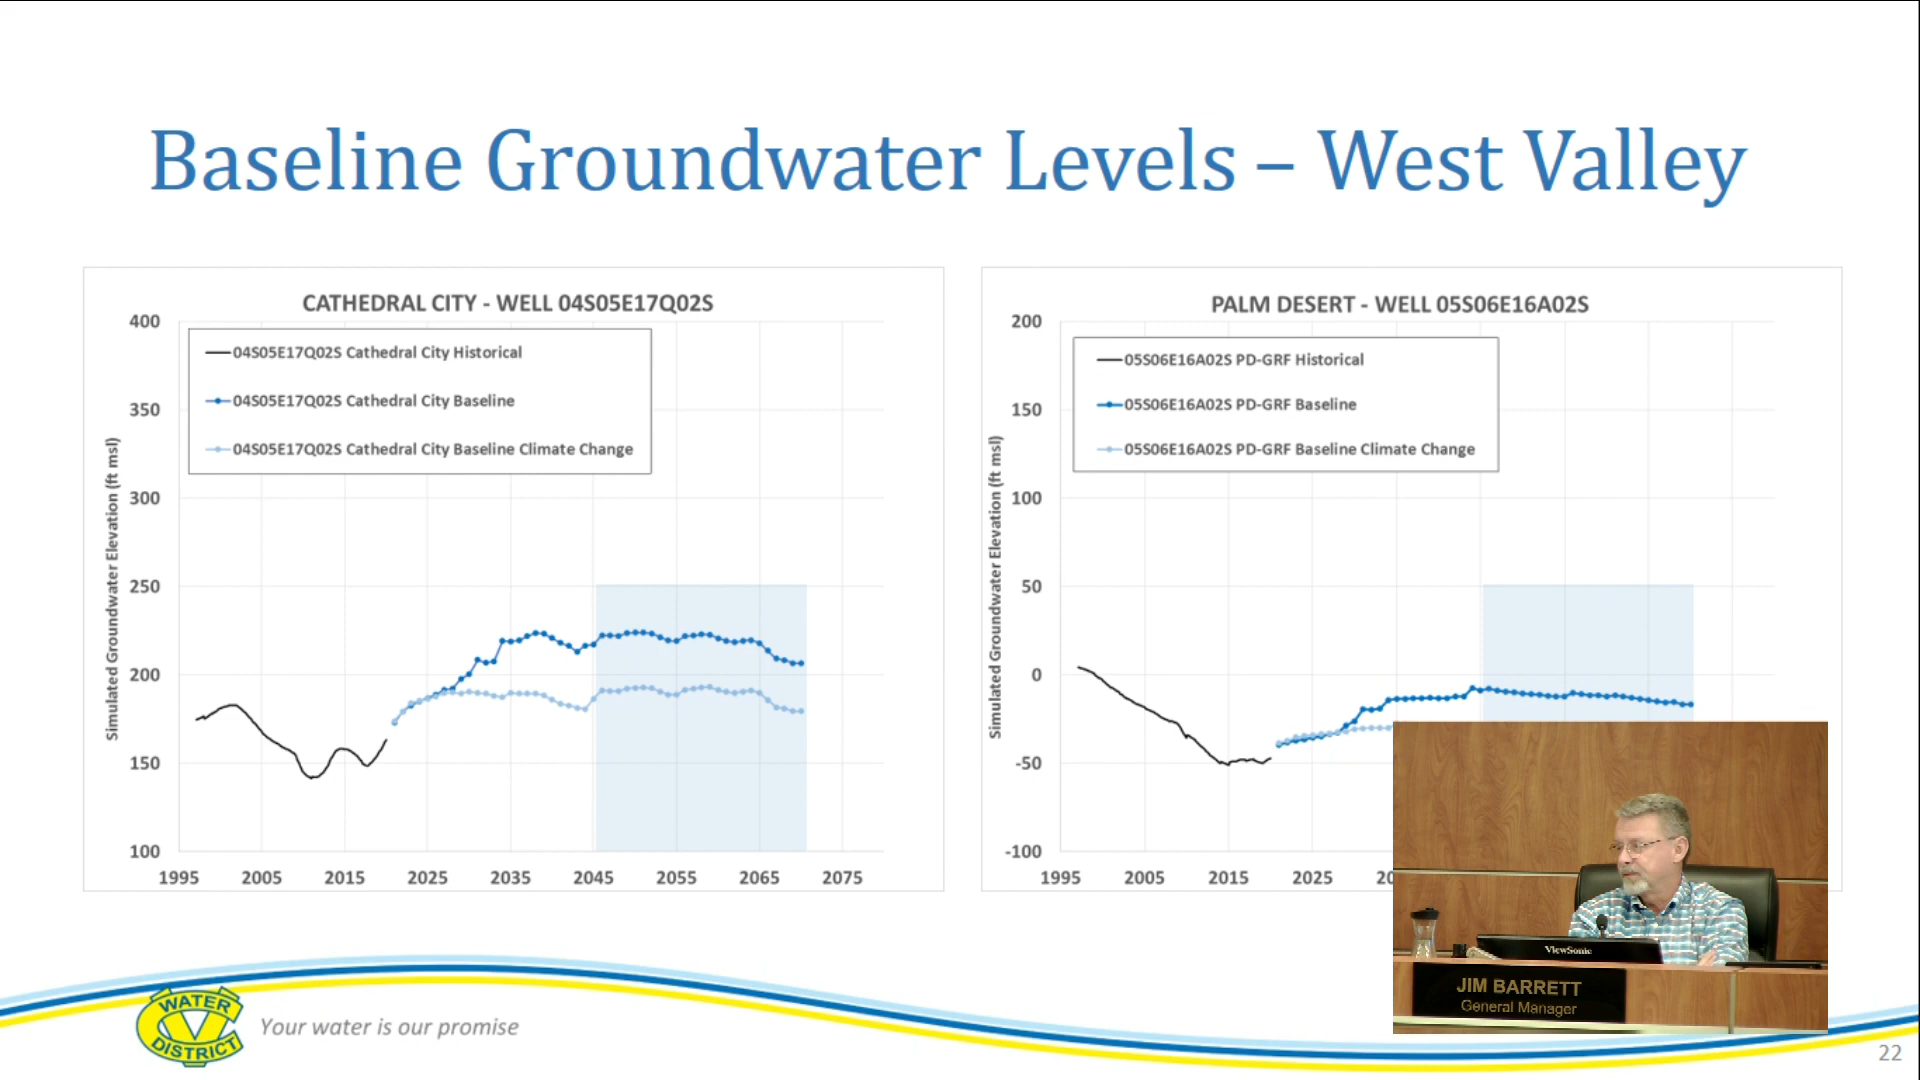 Baseline Groundwater Levels – West Valley
CATHEDRAL CITY - WELL 04S05E17Q02S
400
350
300
250
200
150
100
Simulated Groundwater Elevation (ft msl)
04S05E17Q02S Cathedral City Historical
04S05E17Q02S Cathedral City Baseline
04S05E17Q02S Cathedral City Baseline Climate Change
1995 2005 2015 2025 2035 2045 2055 2065 2075
PALM DESERT - WELL 05S06E16A02S
200
150
100
50
0
-50
-100
Simulated Groundwater Elevation (ft msl)
05S06E16A02S PD-GRF Historical
05S06E16A02S PD-GRF Baseline
05S06E16A02S PD-GRF Baseline Climate Change
1995 2005 2015 2025 20
ViewSonic
JIM BARRETT
General Manager
WATER
CV
DISTRICT
Your water is our promise
22